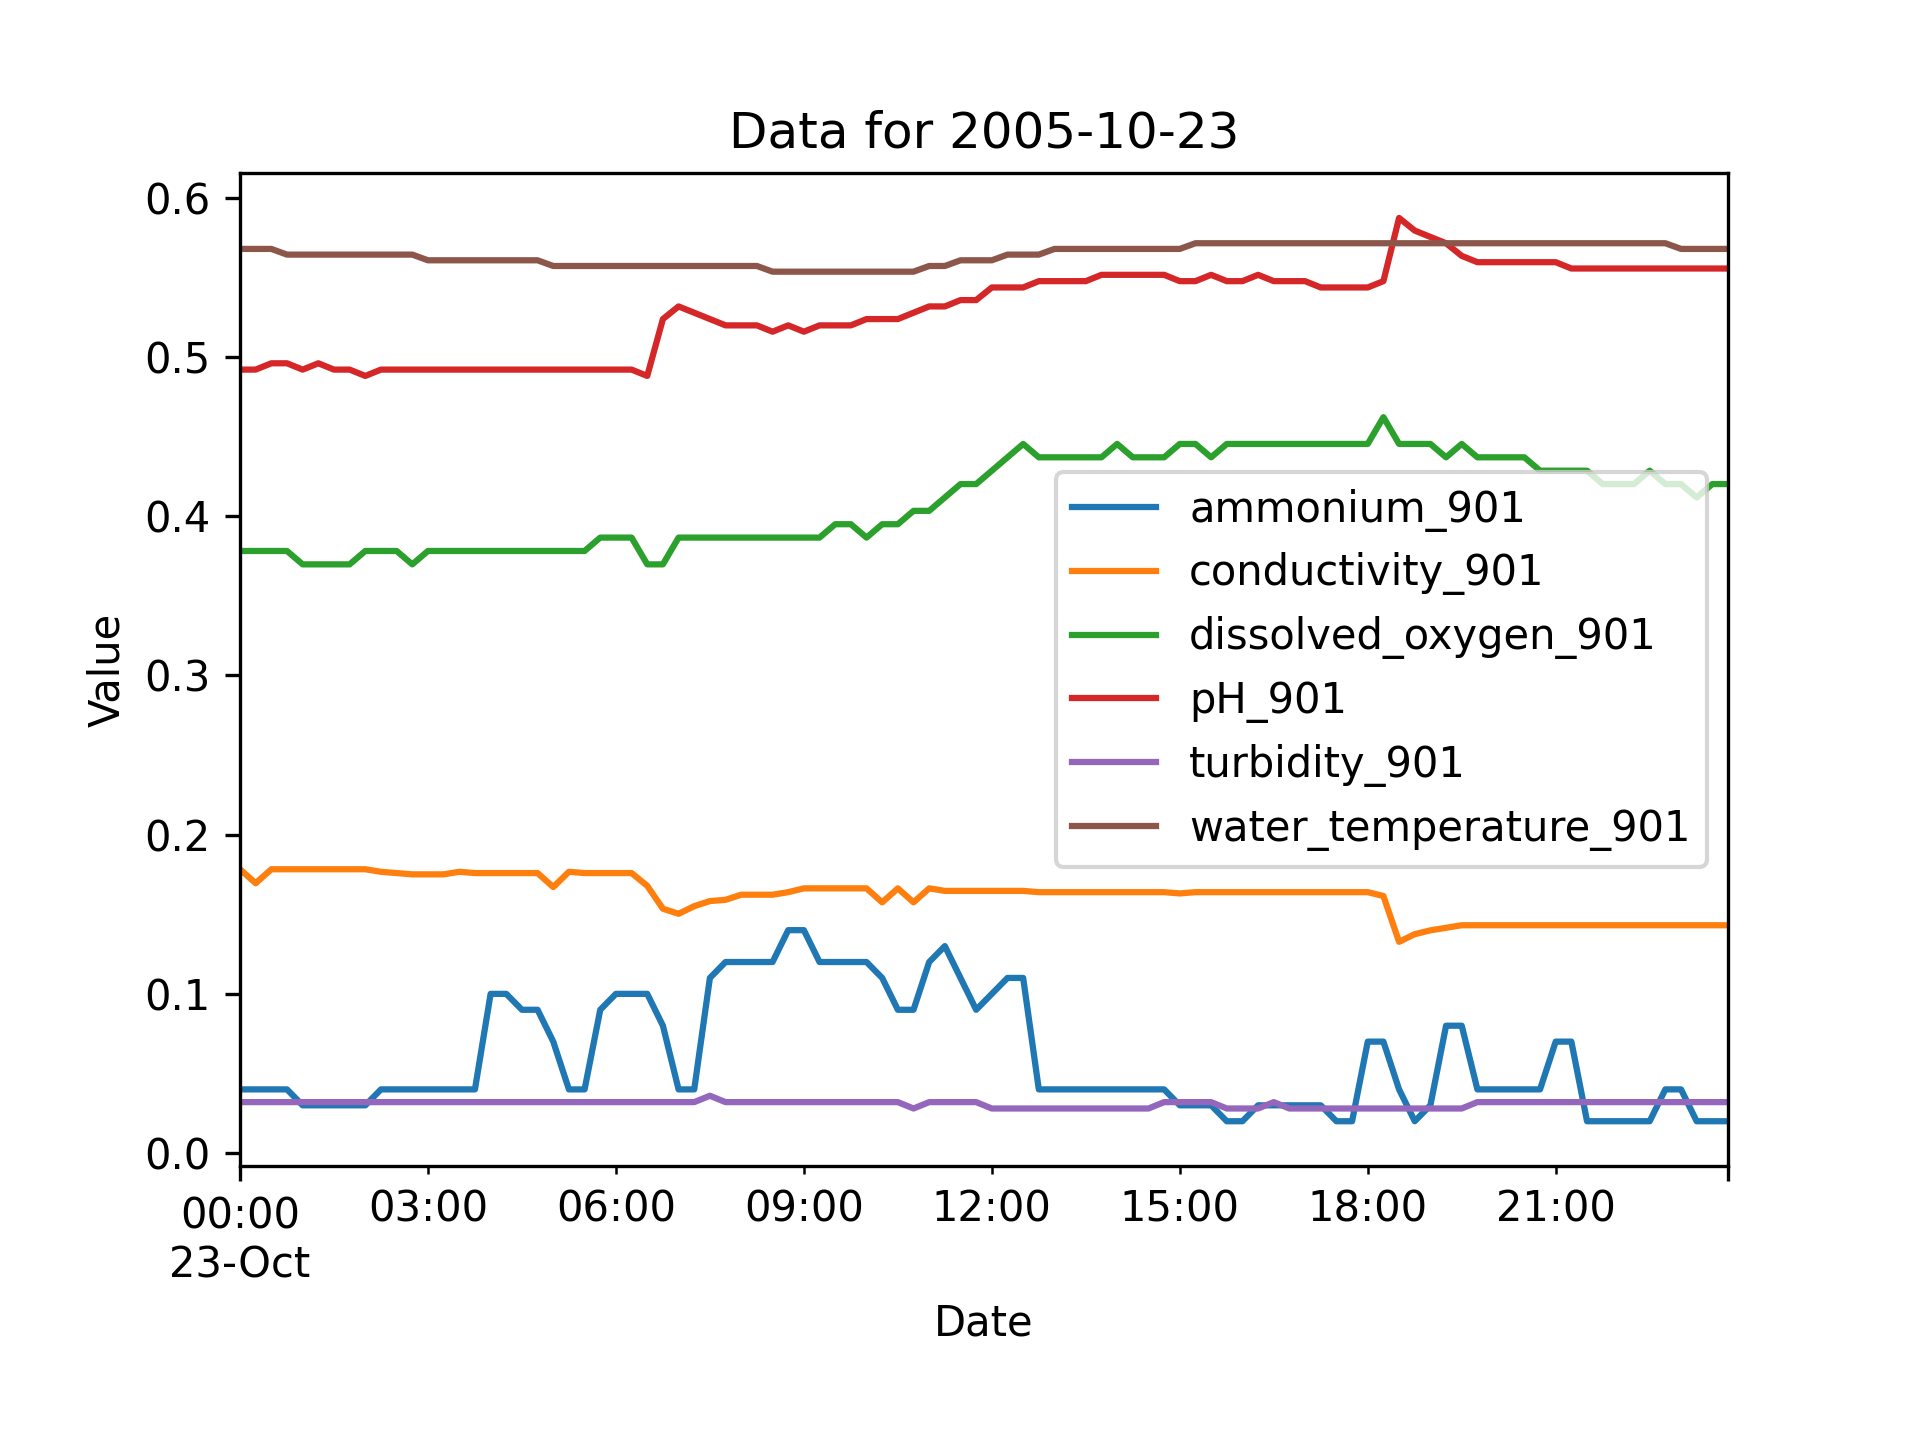 Data for 2005-10-23
0.6
0.5
0.4
0.3
0.2
0.1
0.0
Value
ammonium_901
conductivity_901
dissolved_oxygen_901
pH_901
turbidity_901
water_temperature_901
00:00 03:00 06:00 09:00 12:00 15:00 18:00 21:00
23-Oct
Date